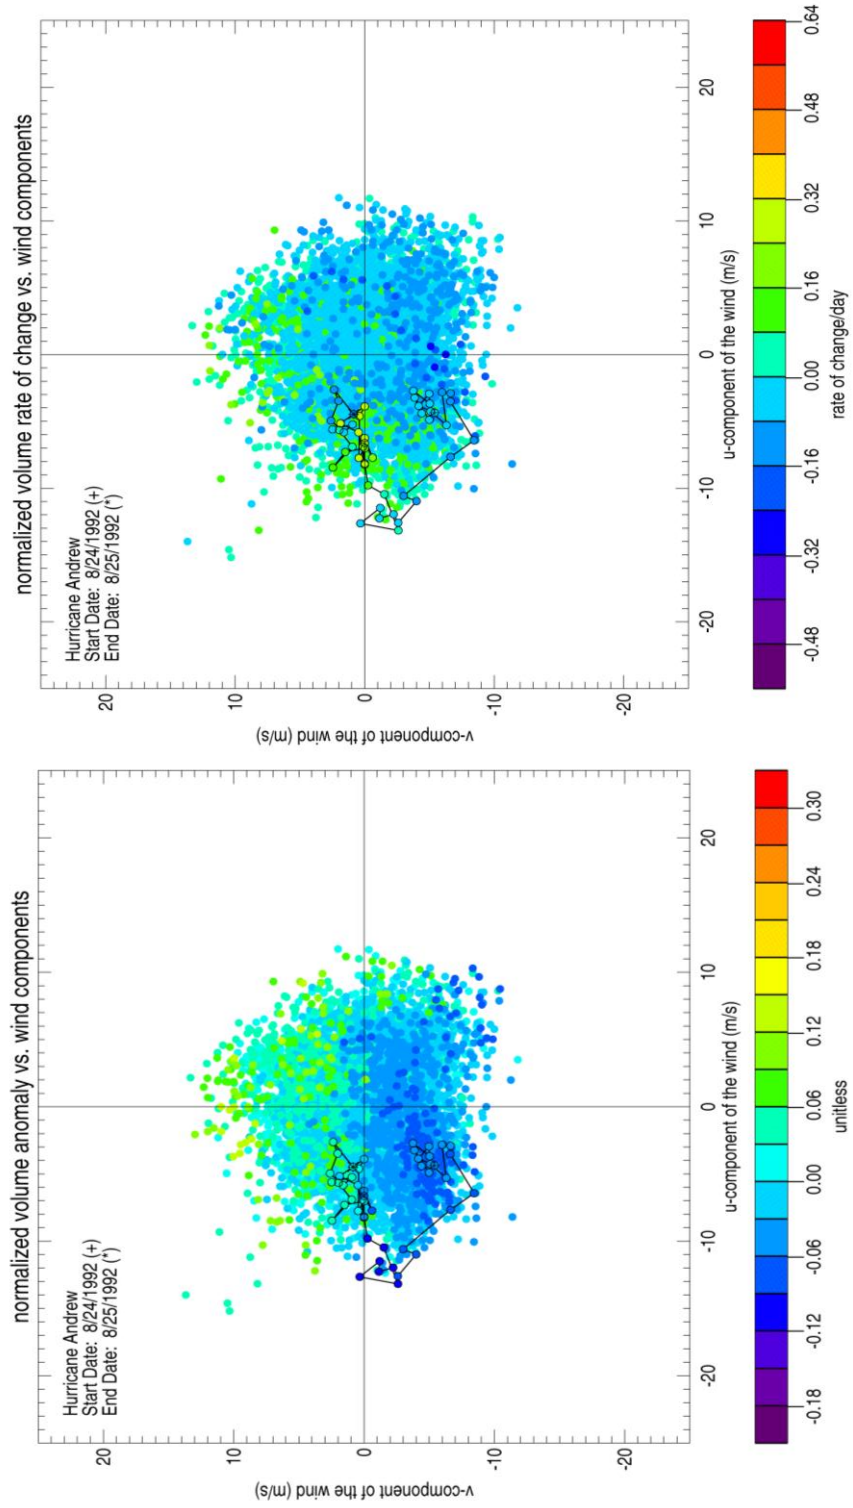 normalized volume anomaly vs. wind components
Hurricane Andrew
Start Date: 8/24/1992 (+)
End Date: 8/25/1992 (*)
20
10
0
-10
-20
v-component of the wind (m/s)
-20
-10
0
10
20
u-component of the wind (m/s)
-0.18
-0.12
-0.06
0.00
0.06
0.12
0.18
0.24
0.30
unitless
normalized volume rate of change vs. wind components
Hurricane Andrew
Start Date: 8/24/1992 (+)
End Date: 8/25/1992 (*)
20
10
0
-10
-20
v-component of the wind (m/s)
-20
-10
0
10
20
u-component of the wind (m/s)
-0.48
-0.32
-0.16
0.00
0.16
0.32
0.48
0.64
rate of change/day